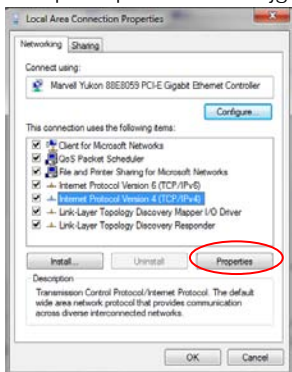 Local Area Connection Properties
Networking
Sharing
Connect using:
Marvell Yukon 88E8059 PCI-E Gigabit Ethernet Controller
Configure...
This connection uses the following items:
Client for Microsoft Networks
QoS Packet Scheduler
File and Printer Sharing for Microsoft Networks
Internet Protocol Version 6 (TCP/IPv6)
Internet Protocol Version 4 (TCP/IPv4)
Link-Layer Topology Discovery Mapper I/O Driver
Link-Layer Topology Discovery Responder
Install...
Uninstall
Properties
Description
Transmission Control Protocol/Internet Protocol. The default
wide area network protocol that provides communication
across diverse interconnected networks.
OK
Cancel